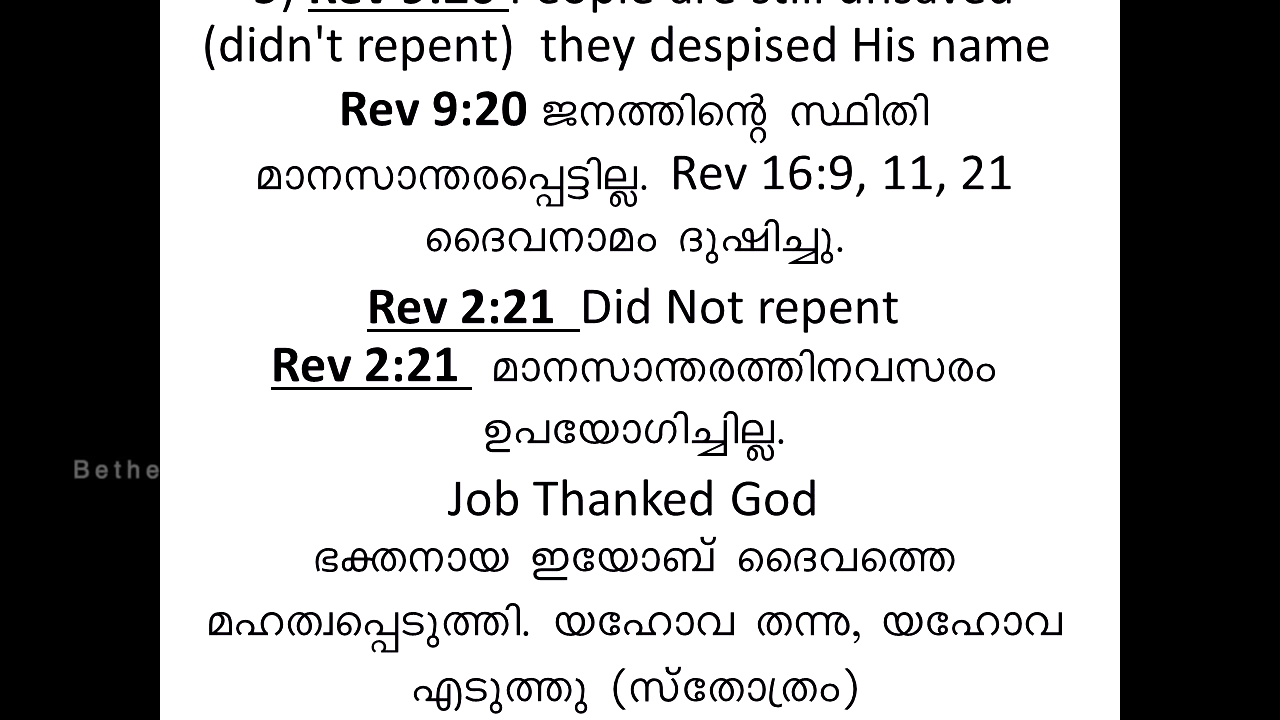 (didn't repent) they despised His name
Rev 9:20 ജനത്തിന്റെ സ്ഥിതി
മാനസാന്തരപ്പെട്ടില്ല. Rev 16:9, 11, 21
ദൈവനാമം ദുഷിച്ചു.
Rev 2:21 Did Not repent
Rev 2:21 മാനസാന്തരത്തിനവസരം
ഉപയോഗിച്ചില്ല.
Bethe
Job Thanked God
ഭക്തനായ ഇയോബ് ദൈവത്തെ
മഹത്വപ്പെടുത്തി. യഹോവ തന്നു, യഹോവ
എടുത്തു (സ്തോത്രം)